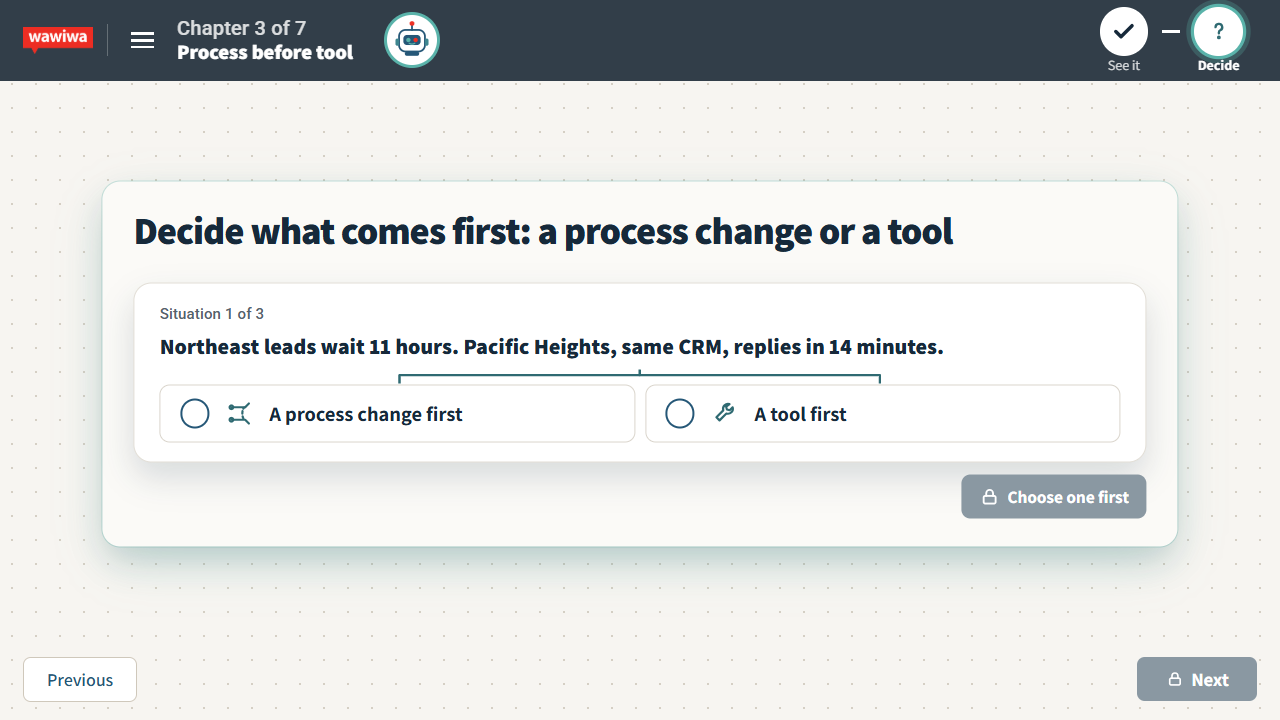 wawiwa
Chapter 3 of 7
Process before tool
See it
?
Decide
Decide what comes first: a process change or a tool
Situation 1 of 3
Northeast leads wait 11 hours. Pacific Heights, same CRM, replies in 14 minutes.
A process change first
A tool first
Choose one first
Previous
Next